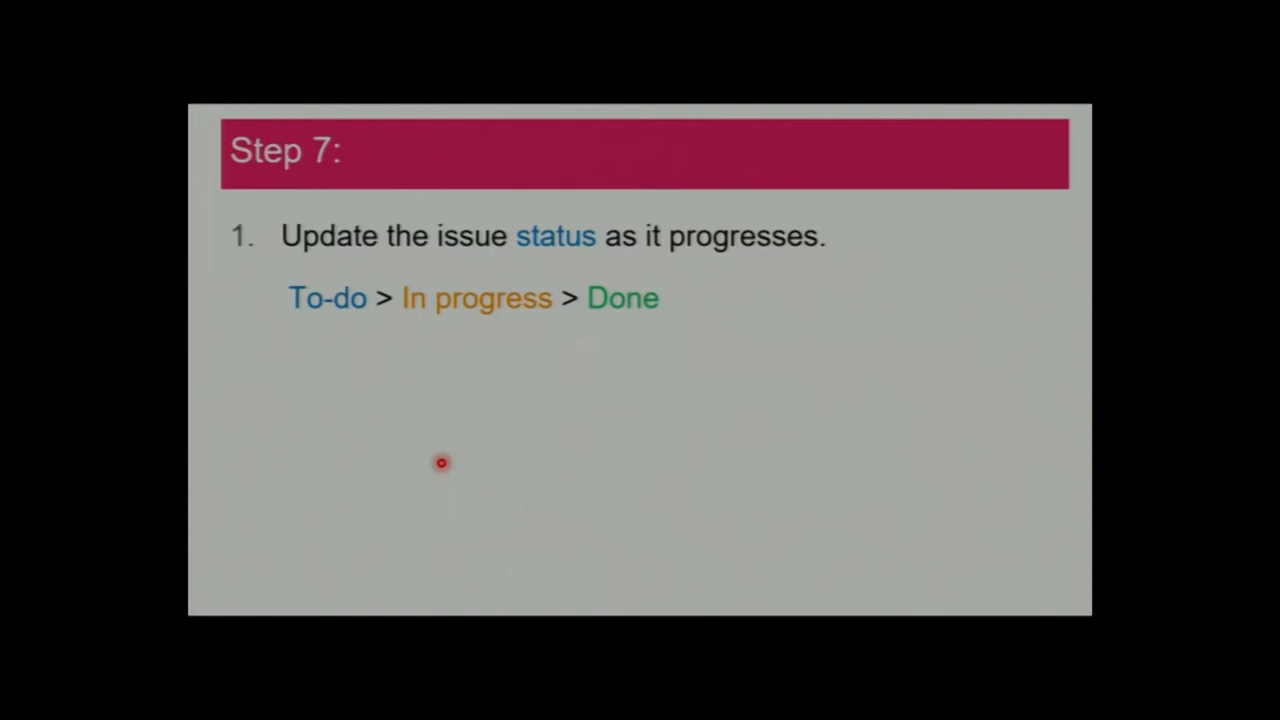 Step 7:
1. Update the issue status as it progresses.
To-do > In progress > Done